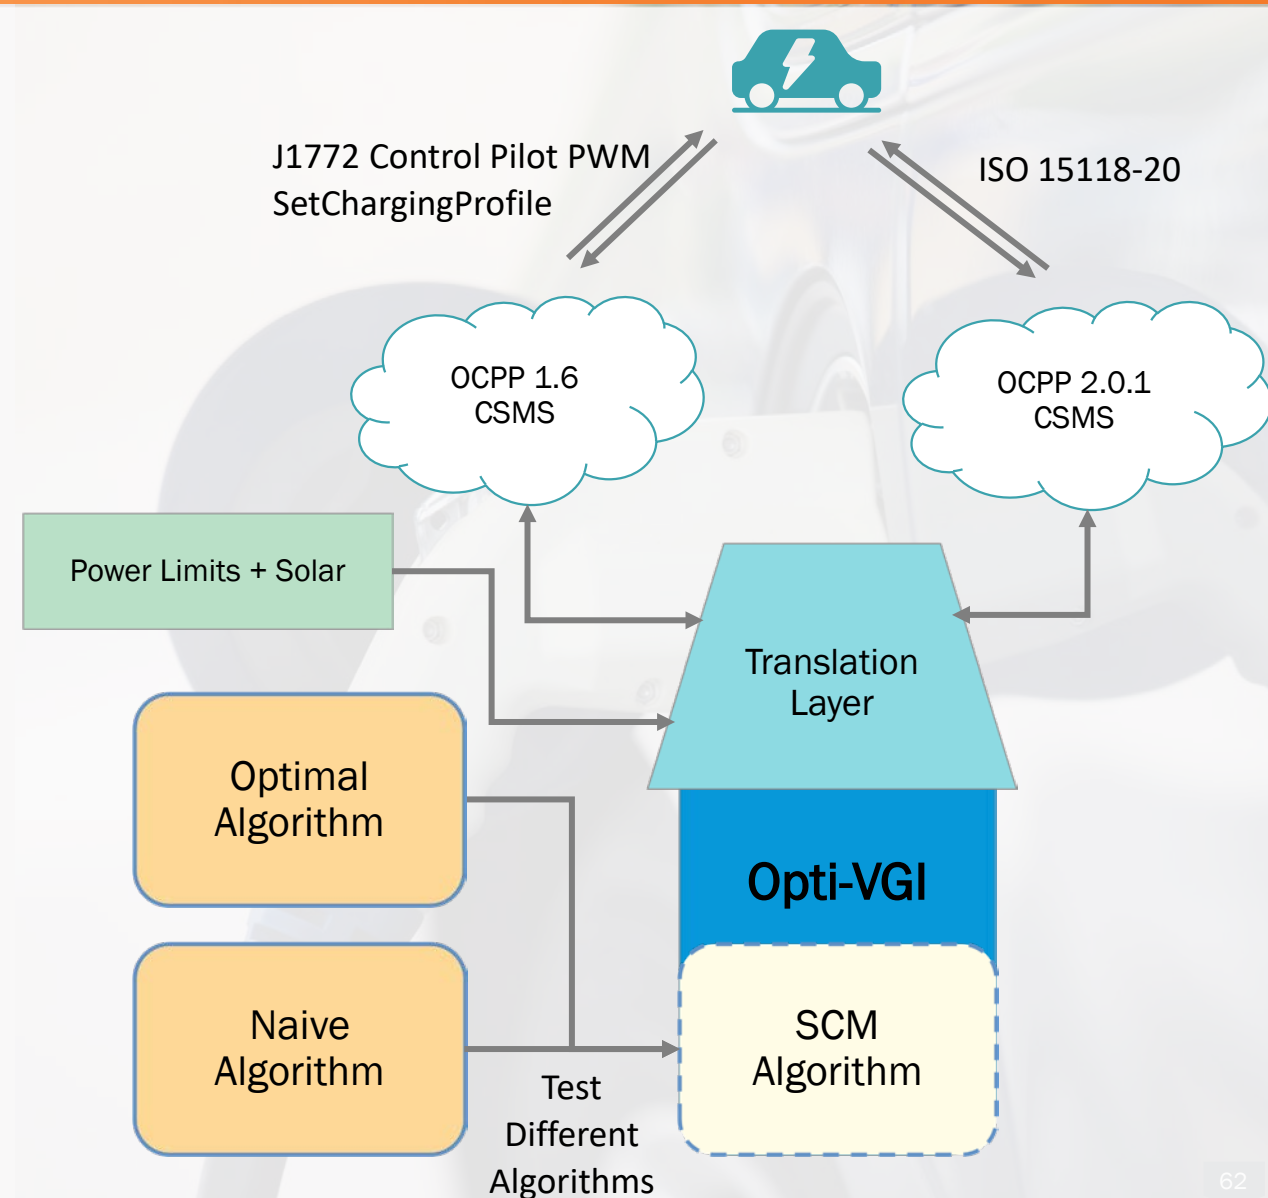 J1772 Control Pilot PWM
SetChargingProfile
ISO 15118-20
OCPP 1.6
CSMS
OCPP 2.0.1
CSMS
Power Limits + Solar
Translation
Layer
Optimal
Algorithm
Opti-VGI
Naive
Algorithm
SCM
Algorithm
Test
Different
Algorithms
62